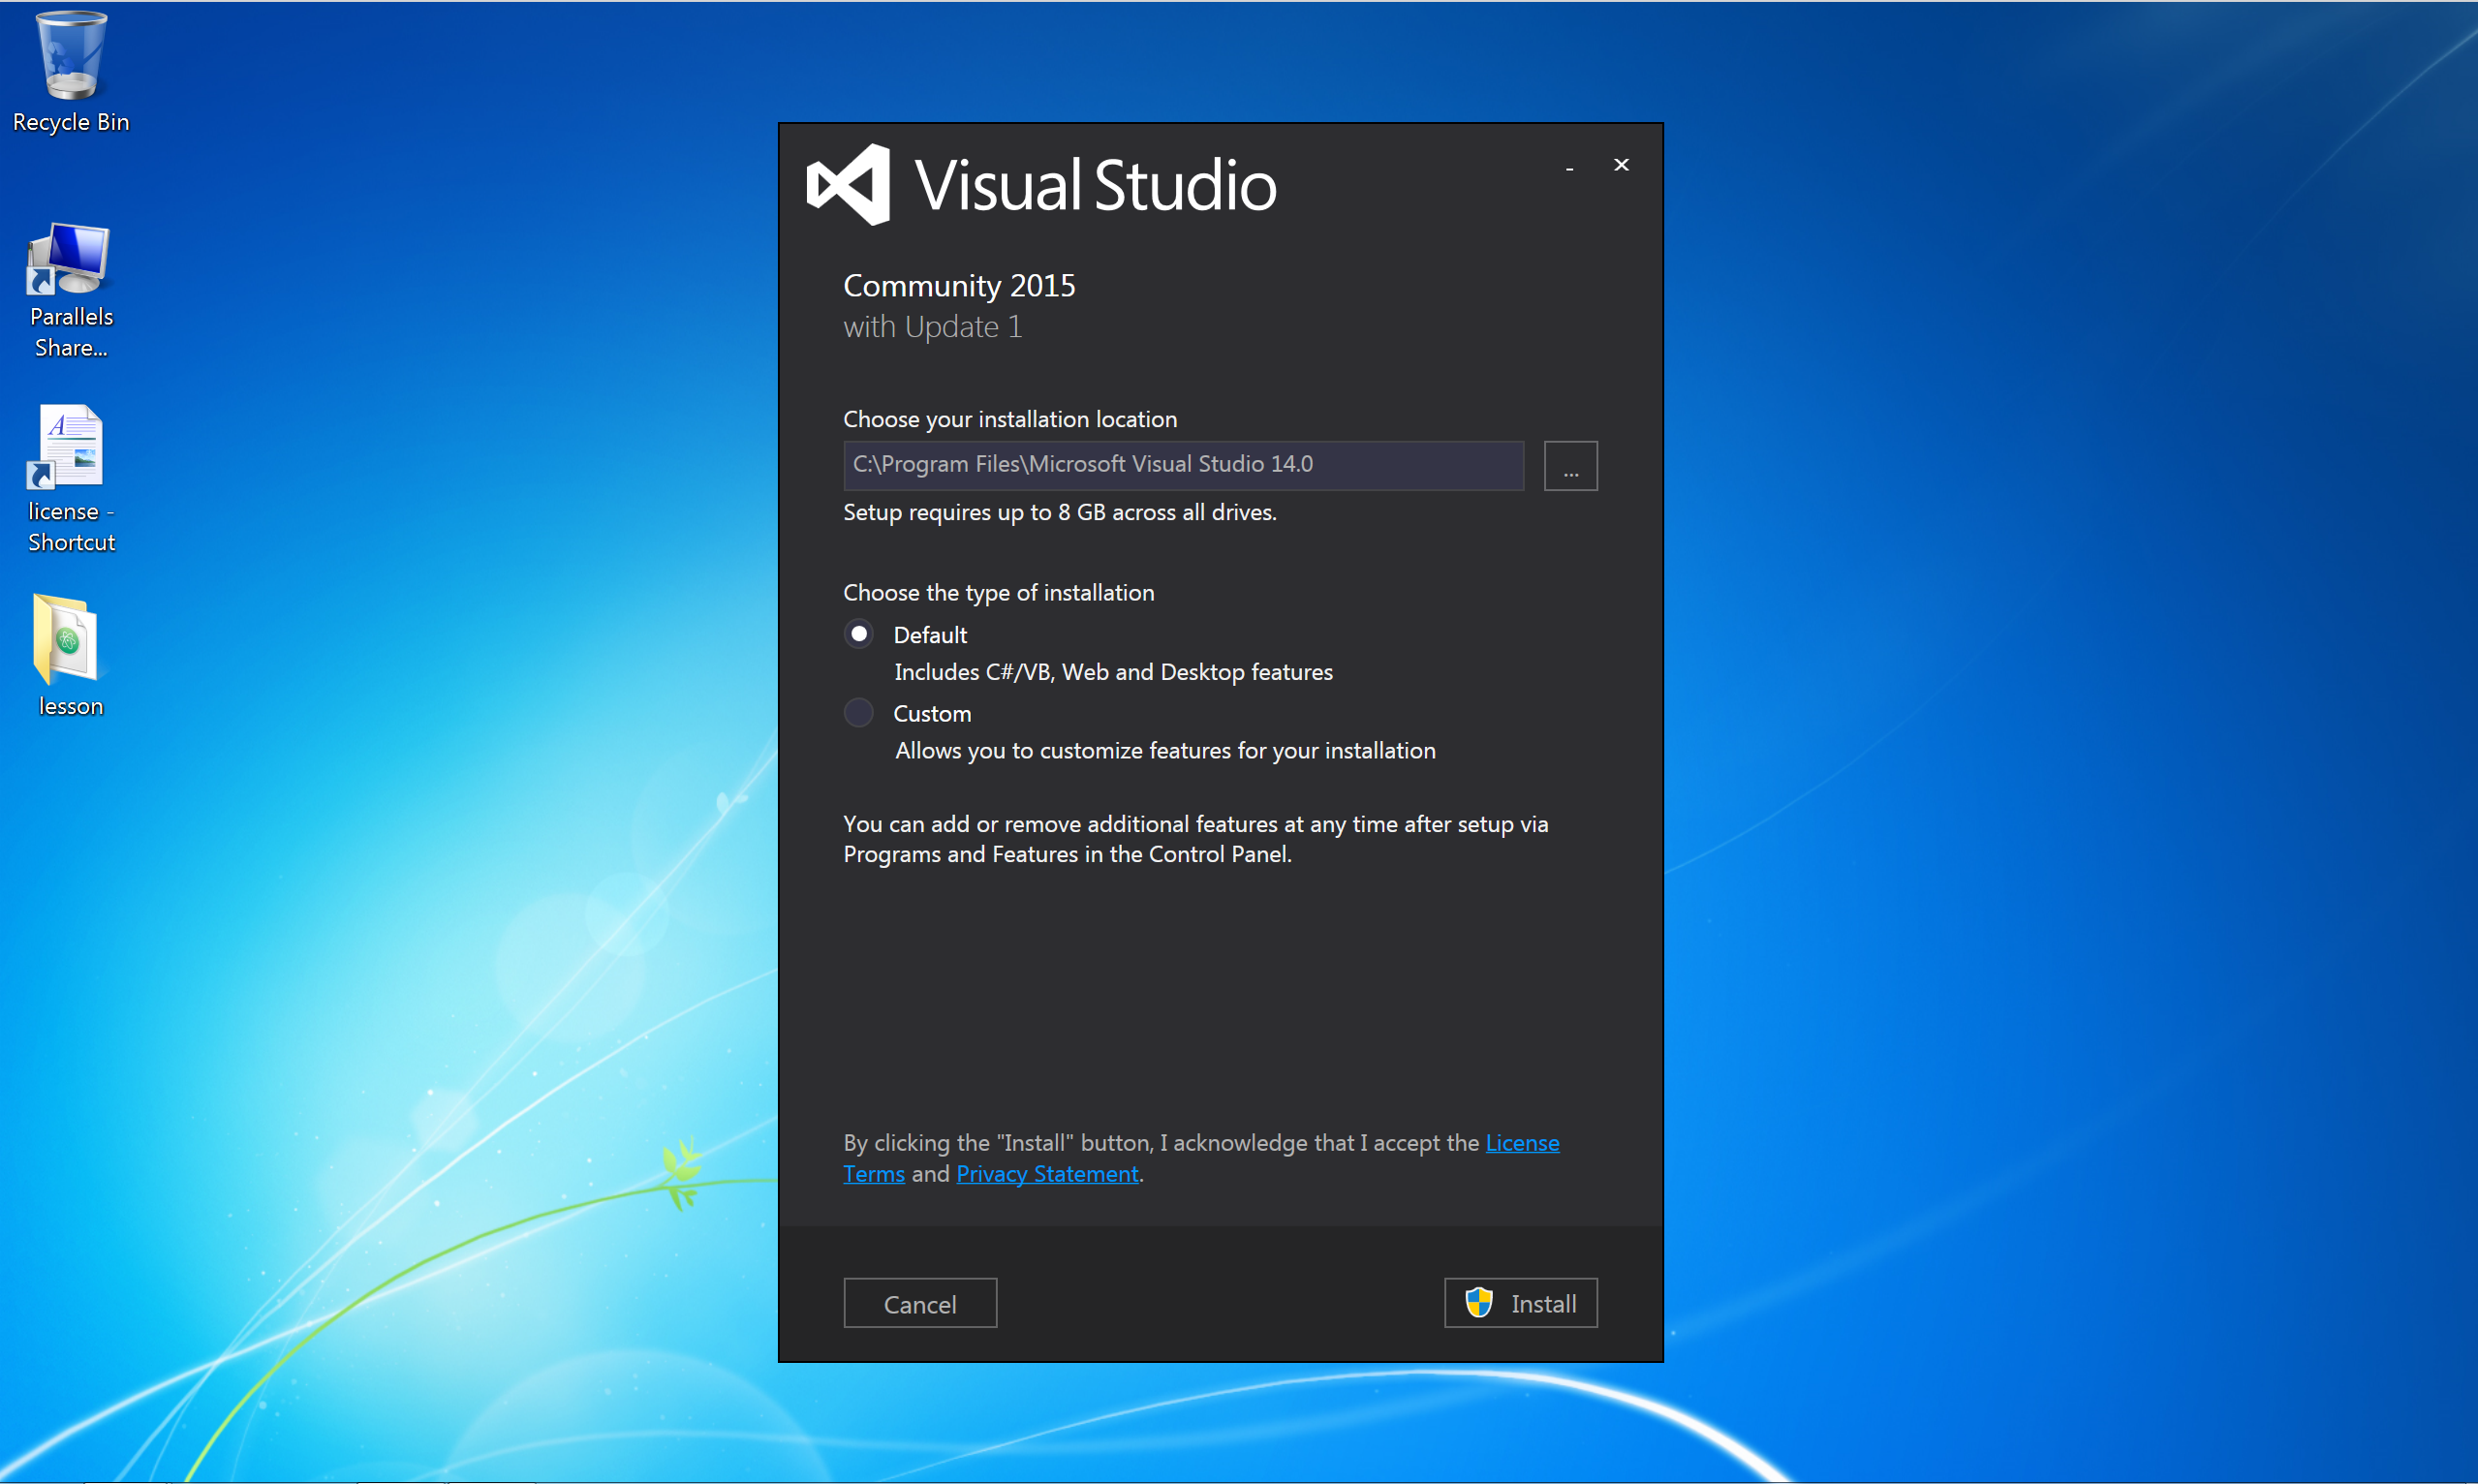 Recycle Bin
Parallels
Share...
license -
Shortcut
lesson
Visual Studio
- x
Community 2015
with Update 1
Choose your installation location
C:\Program Files\Microsoft Visual Studio 14.0
...
Setup requires up to 8 GB across all drives.
Choose the type of installation
Default
Includes C#/VB, Web and Desktop features
Custom
Allows you to customize features for your installation
You can add or remove additional features at any time after setup via
Programs and Features in the Control Panel.
By clicking the "Install" button, I acknowledge that I accept the License
Terms and Privacy Statement.
Cancel
Install